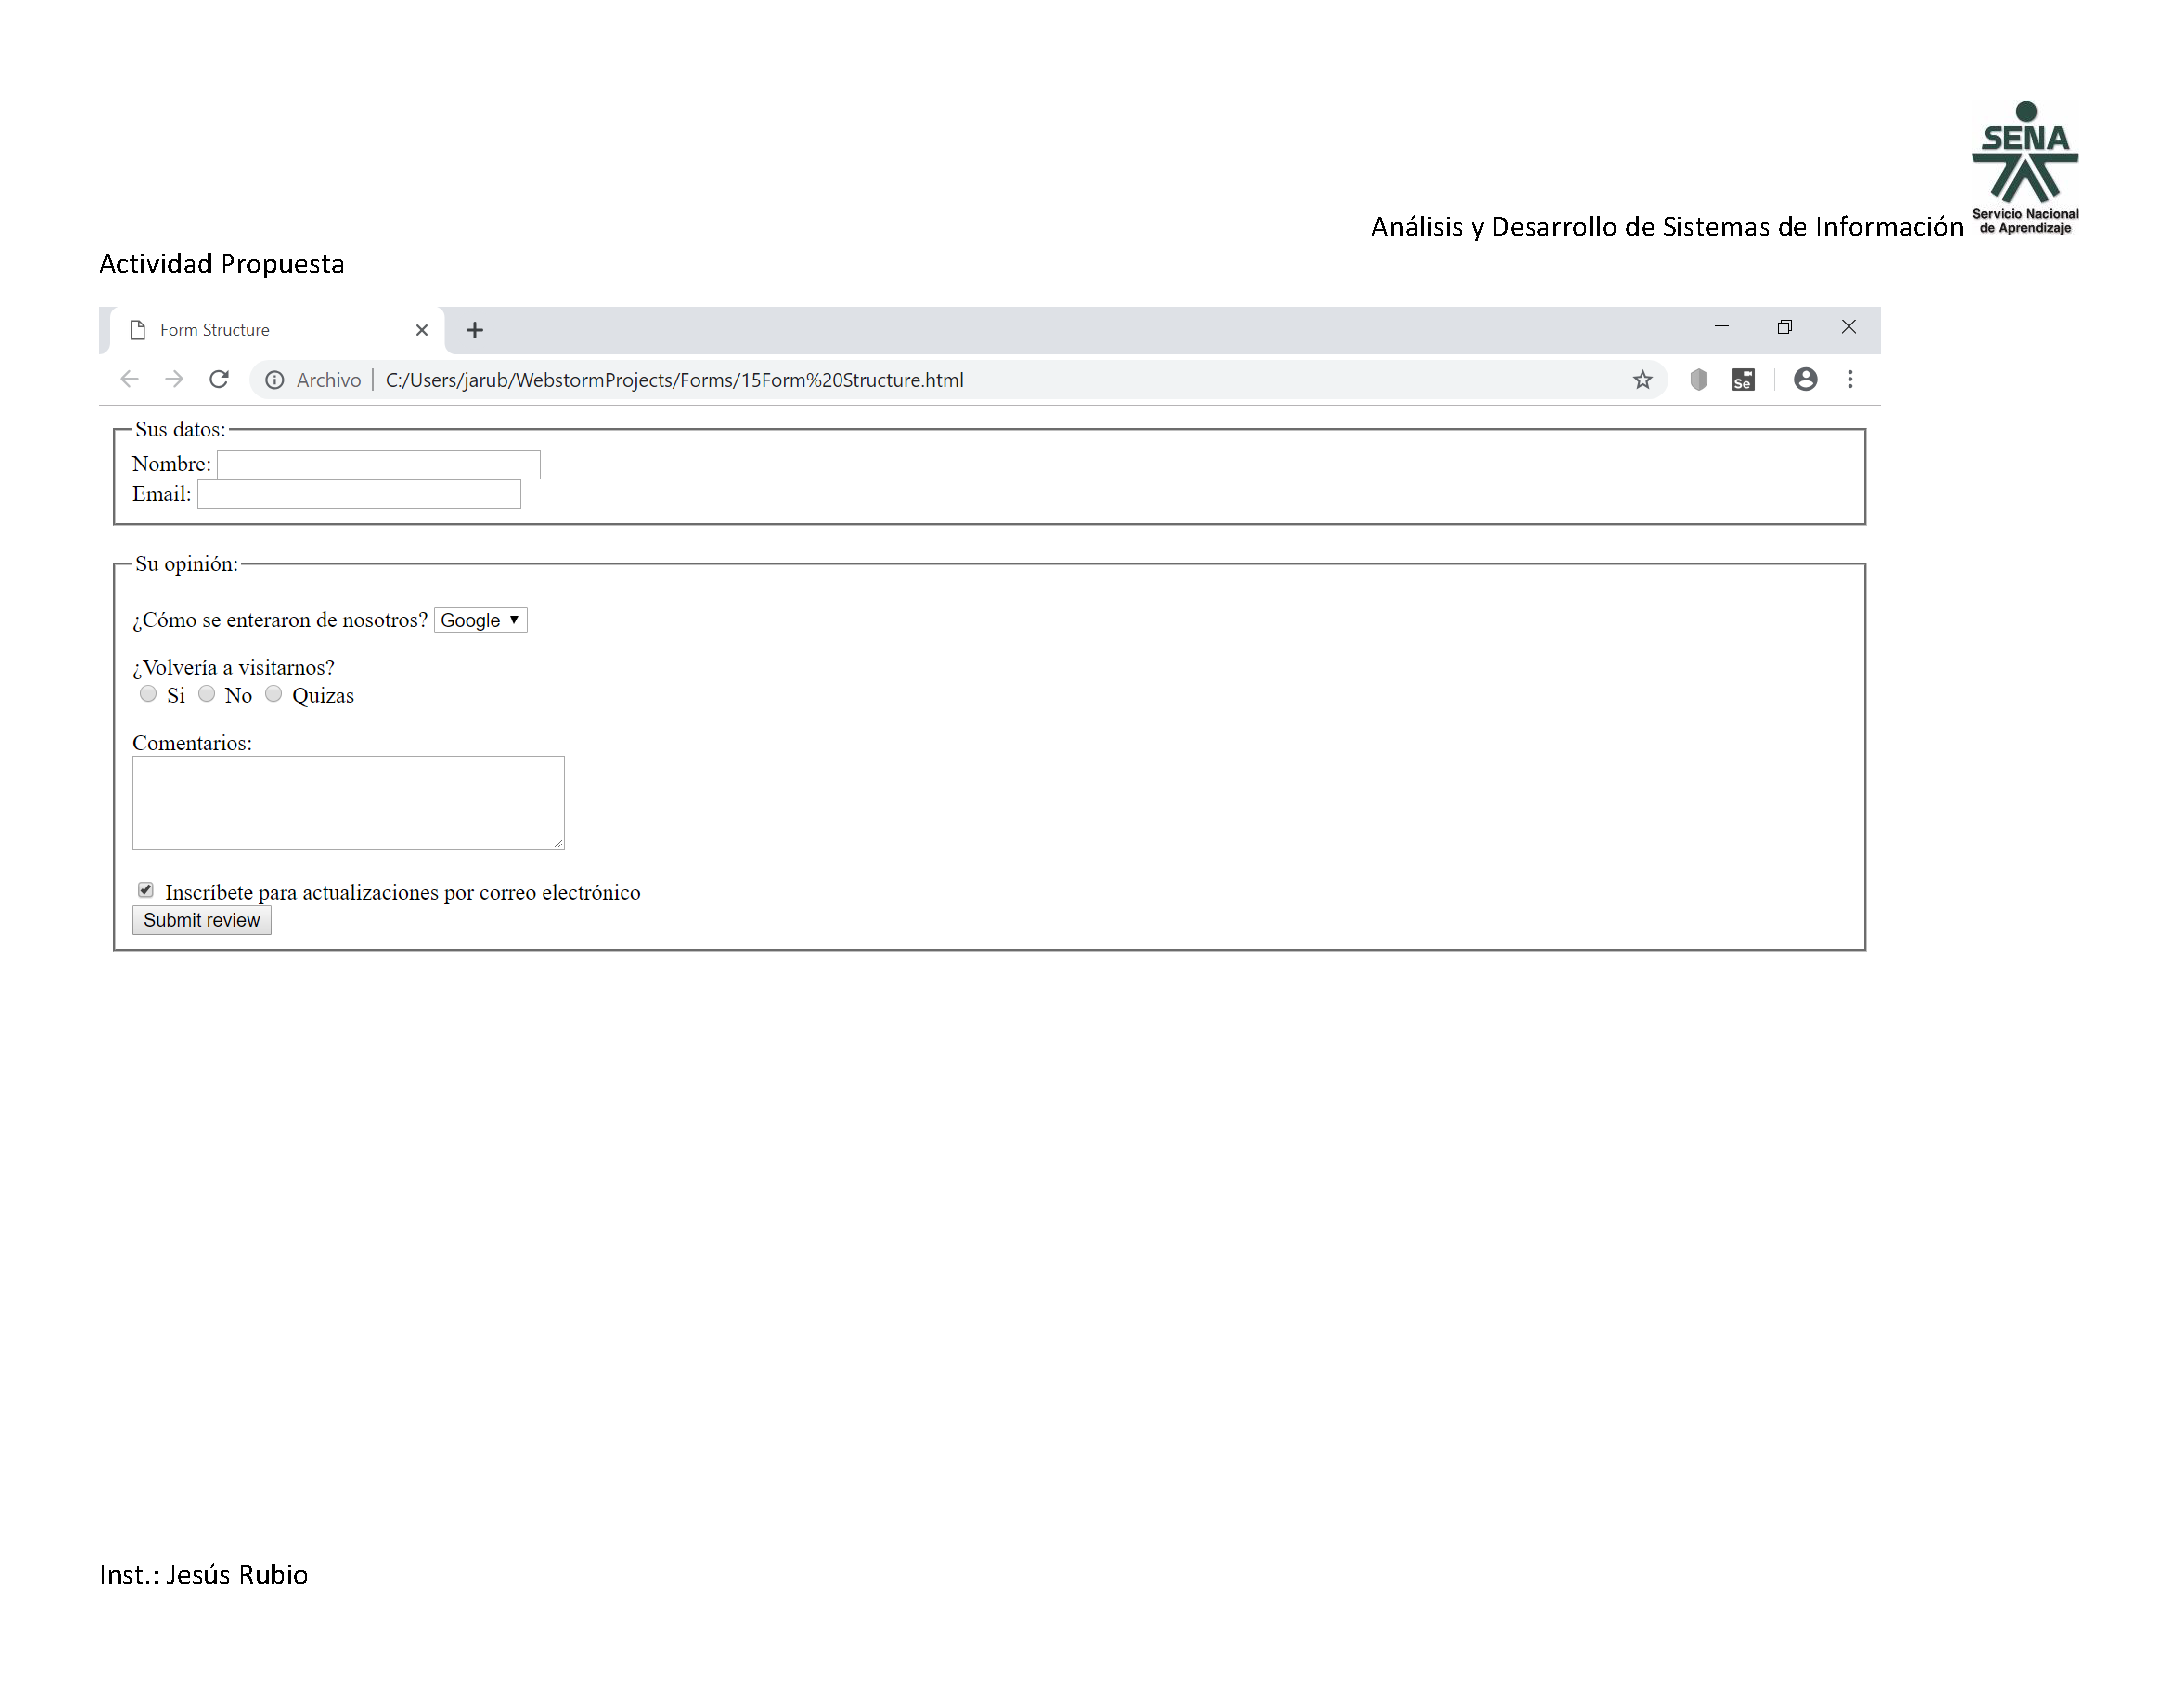 SENA
Servicio Nacional
de Aprendizaje
Análisis y Desarrollo de Sistemas de Información
Actividad Propuesta
Form Structure
Archivo | C:/Users/jarub/WebstormProjects/Forms/15Form%20Structure.html
Se
Sus datos:
Nombre:
Email:
Su opinión:
¿Cómo se enteraron de nosotros? Google
¿Volvería a visitarnos?
Si No Quizas
Comentarios:
Inscríbete para actualizaciones por correo electrónico
Submit review
Inst.: Jesús Rubio